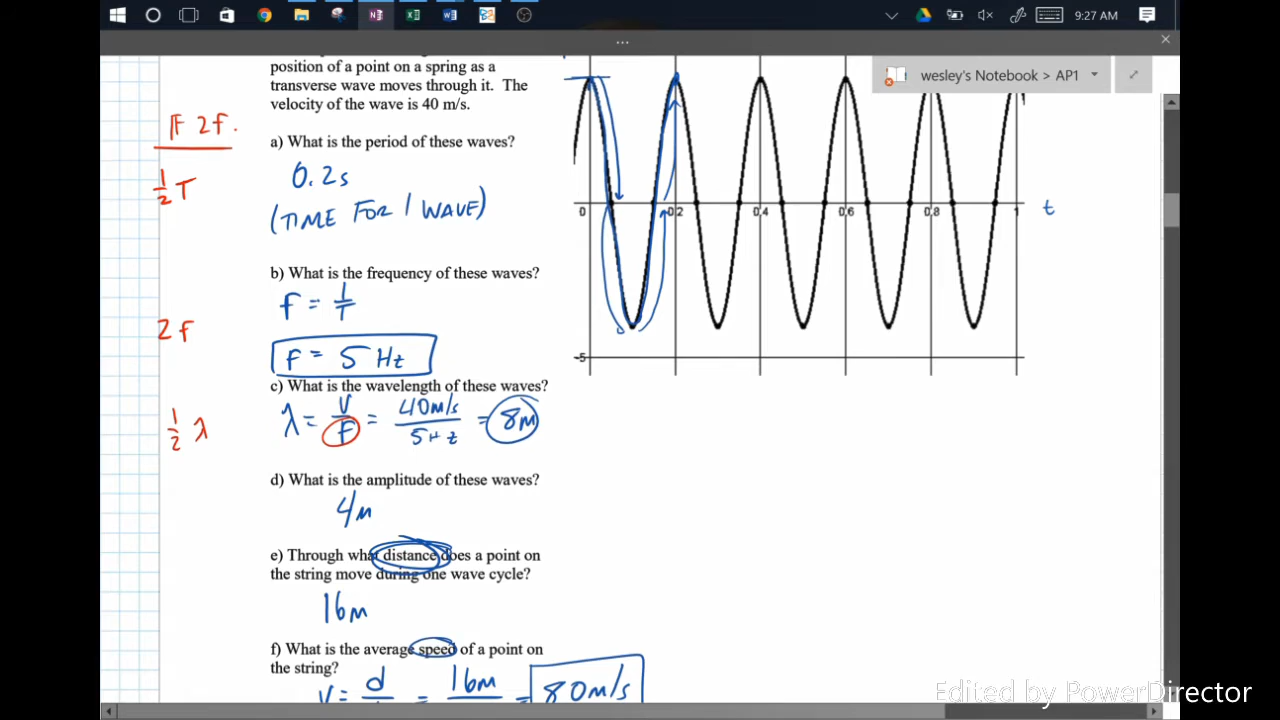 9:27 AM
...
wesley's Notebook > AP1
position of a point on a spring as a
transverse wave moves through it. The
velocity of the wave is 40 m/s.
IF 2f.
a) What is the period of these waves?
½ T
0.2s
(TIME FOR 1 WAVE)
0 0.2 0.4 0.6 0.8 1 t
b) What is the frequency of these waves?
f = 1/T
2f
f = 5 Hz
-5
c) What is the wavelength of these waves?
½ λ
λ = V/F = 40m/s / 5Hz = 8m
d) What is the amplitude of these waves?
4m
e) Through what distance does a point on
the string move during one wave cycle?
16m
f) What is the average speed of a point on
the string?
V = d = 16m = 80m/s
Edited by PowerDirector